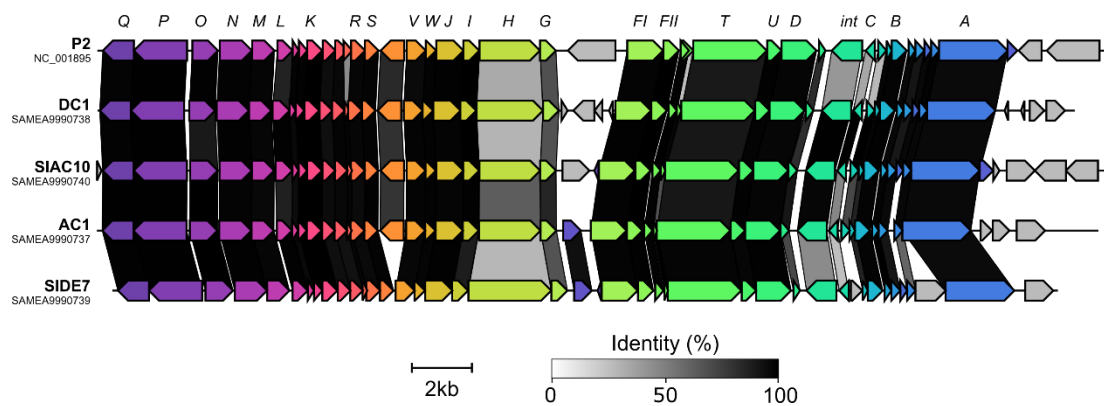 Q P O N M L K R S V W J I H G FI FII T U D int C B A
P2
NC_001895
DC1
SAMEA9990738
SIAC10
SAMEA9990740
AC1
SAMEA9990737
SIDE7
SAMEA9990739
Identity (%)
2kb
0 50 100